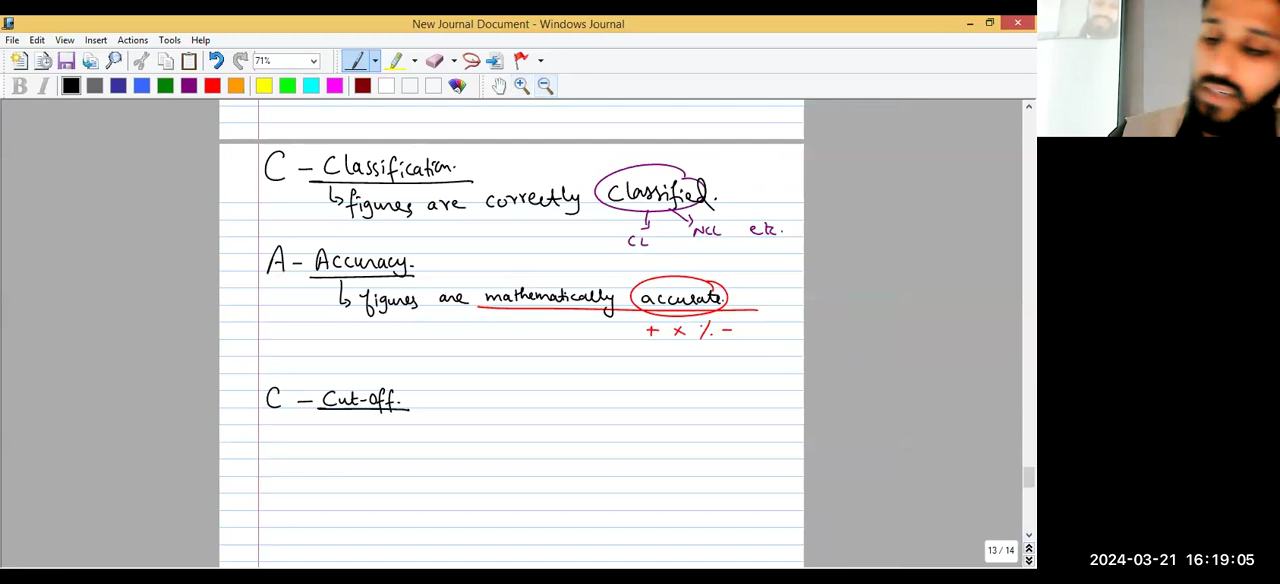 New Journal Document - Windows Journal
File Edit View Insert Actions Tools Help
71%
B I
C - Classification.
↳ figures are correctly Classified.
CL NCL etc.
A - Accuracy.
↳ figures are mathematically accurate.
+ × % -
C - Cut-off.
13 / 14
2024-03-21 16:19:05